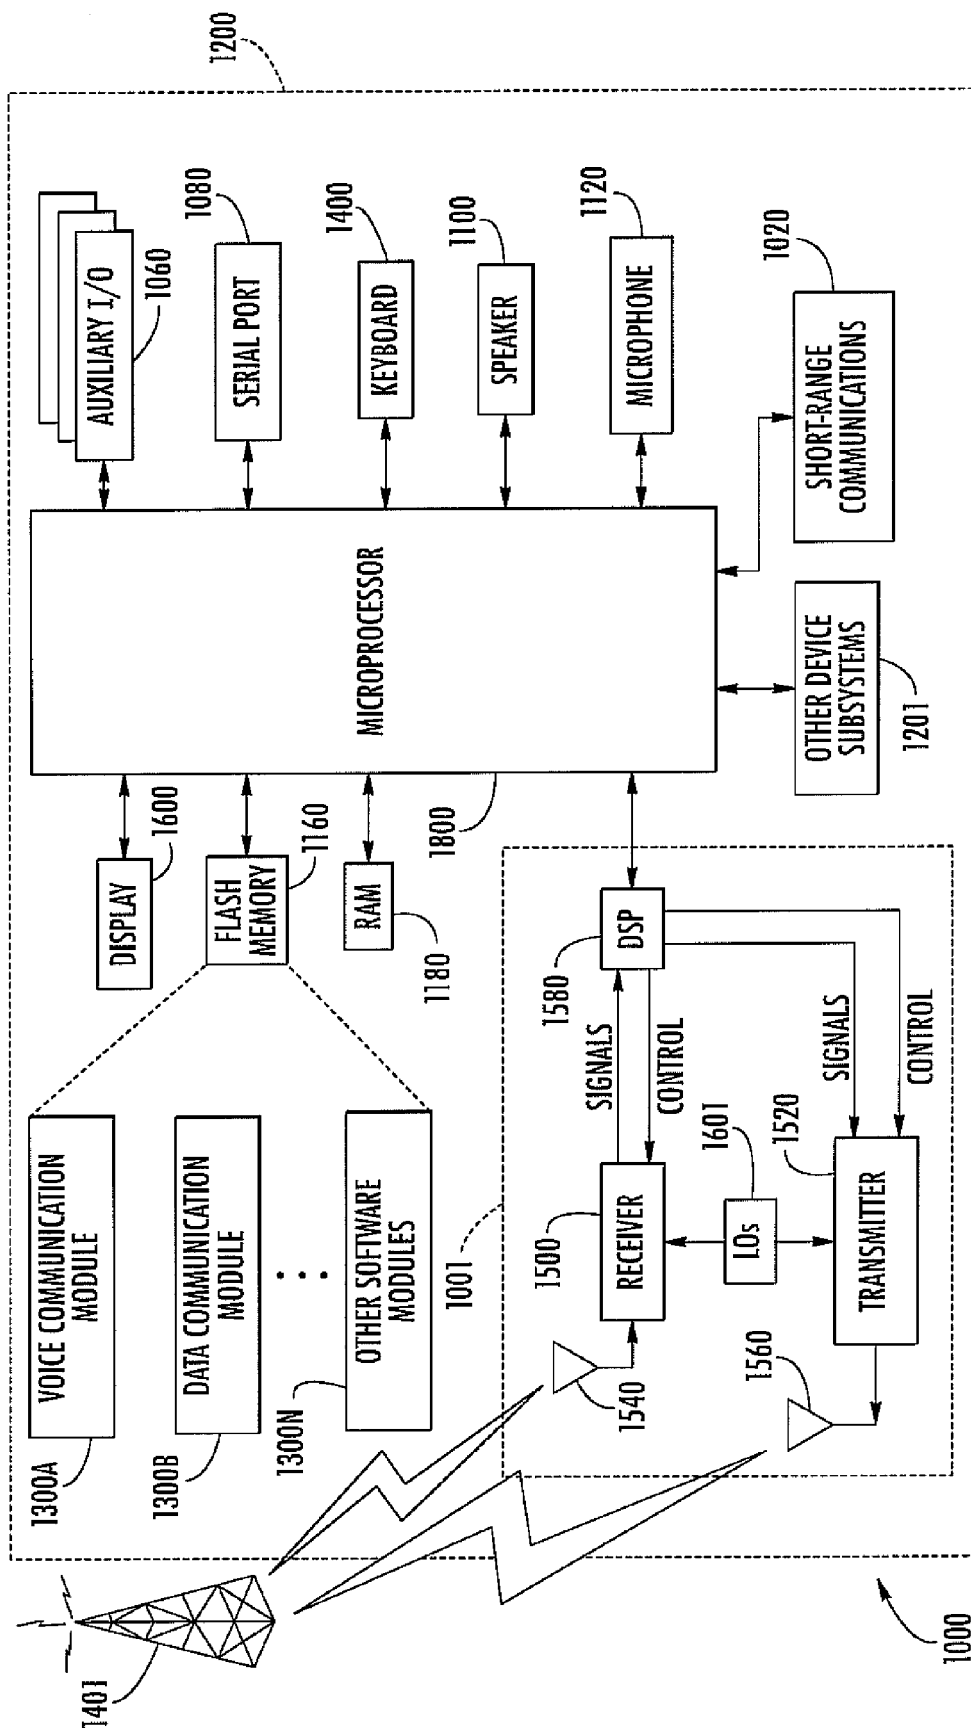 1200
AUXILIARY I/O
1060
SERIAL PORT
1080
KEYBOARD
1400
SPEAKER
1100
MICROPHONE
1120
SHORT-RANGE
COMMUNICATIONS
1020
MICROPROCESSOR
1800
OTHER DEVICE
SUBSYSTEMS
1201
DISPLAY
1600
FLASH
MEMORY
1160
RAM
1180
VOICE COMMUNICATION
MODULE
1300A
DATA COMMUNICATION
MODULE
1300B
OTHER SOFTWARE
MODULES
1300N
1001
DSP
1580
SIGNALS
CONTROL
SIGNALS
CONTROL
RECEIVER
1500
LOs
1601
TRANSMITTER
1520
1540
1560
1401
1000